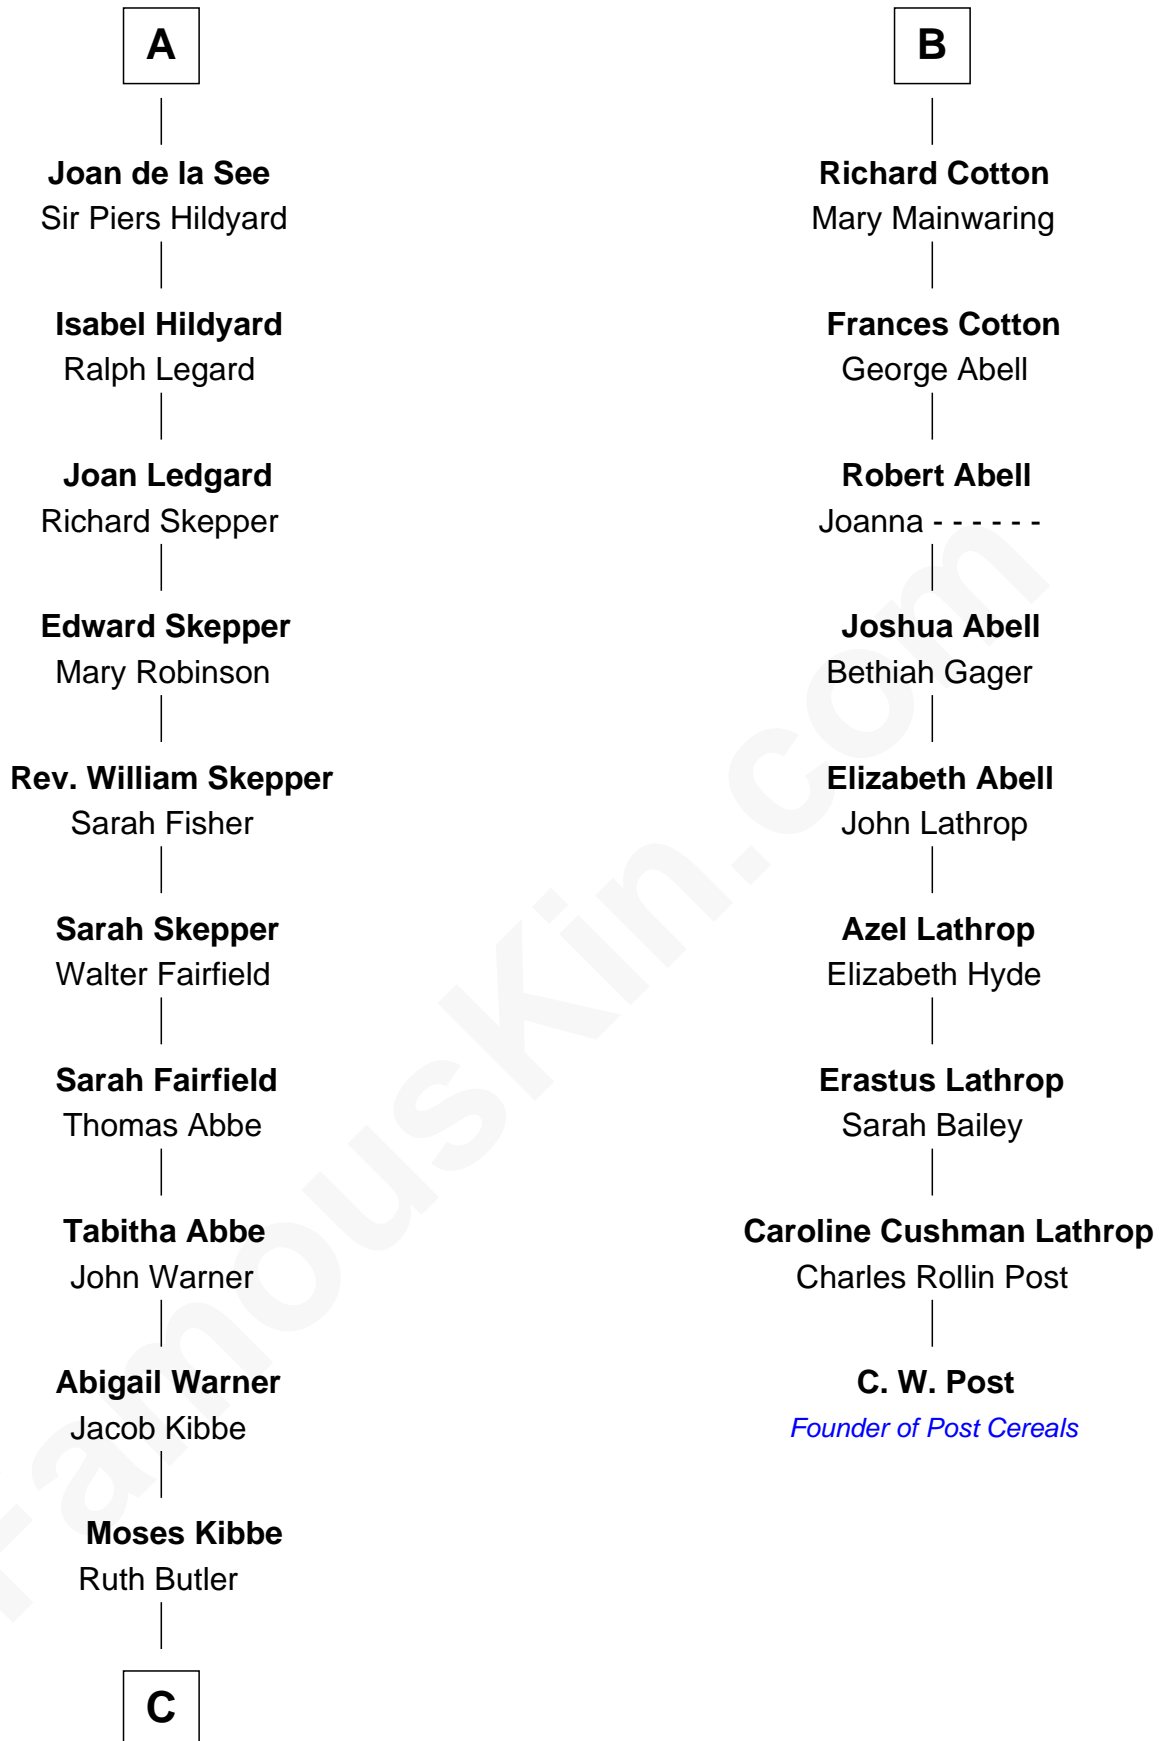 A
Joan de la See
Sir Piers Hildyard
Isabel Hildyard
Ralph Legard
Joan Ledgard
Richard Skepper
Edward Skepper
Mary Robinson
Rev. William Skepper
Sarah Fisher
Sarah Skepper
Walter Fairfield
Sarah Fairfield
Thomas Abbe
Tabitha Abbe
John Warner
Abigail Warner
Jacob Kibbe
Moses Kibbe
Ruth Butler
C
B
Richard Cotton
Mary Mainwaring
Frances Cotton
George Abell
Robert Abell
Joanna - - - - - -
Joshua Abell
Bethiah Gager
Elizabeth Abell
John Lathrop
Azel Lathrop
Elizabeth Hyde
Erastus Lathrop
Sarah Bailey
Caroline Cushman Lathrop
Charles Rollin Post
C. W. Post
Founder of Post Cereals
FamousKin.com